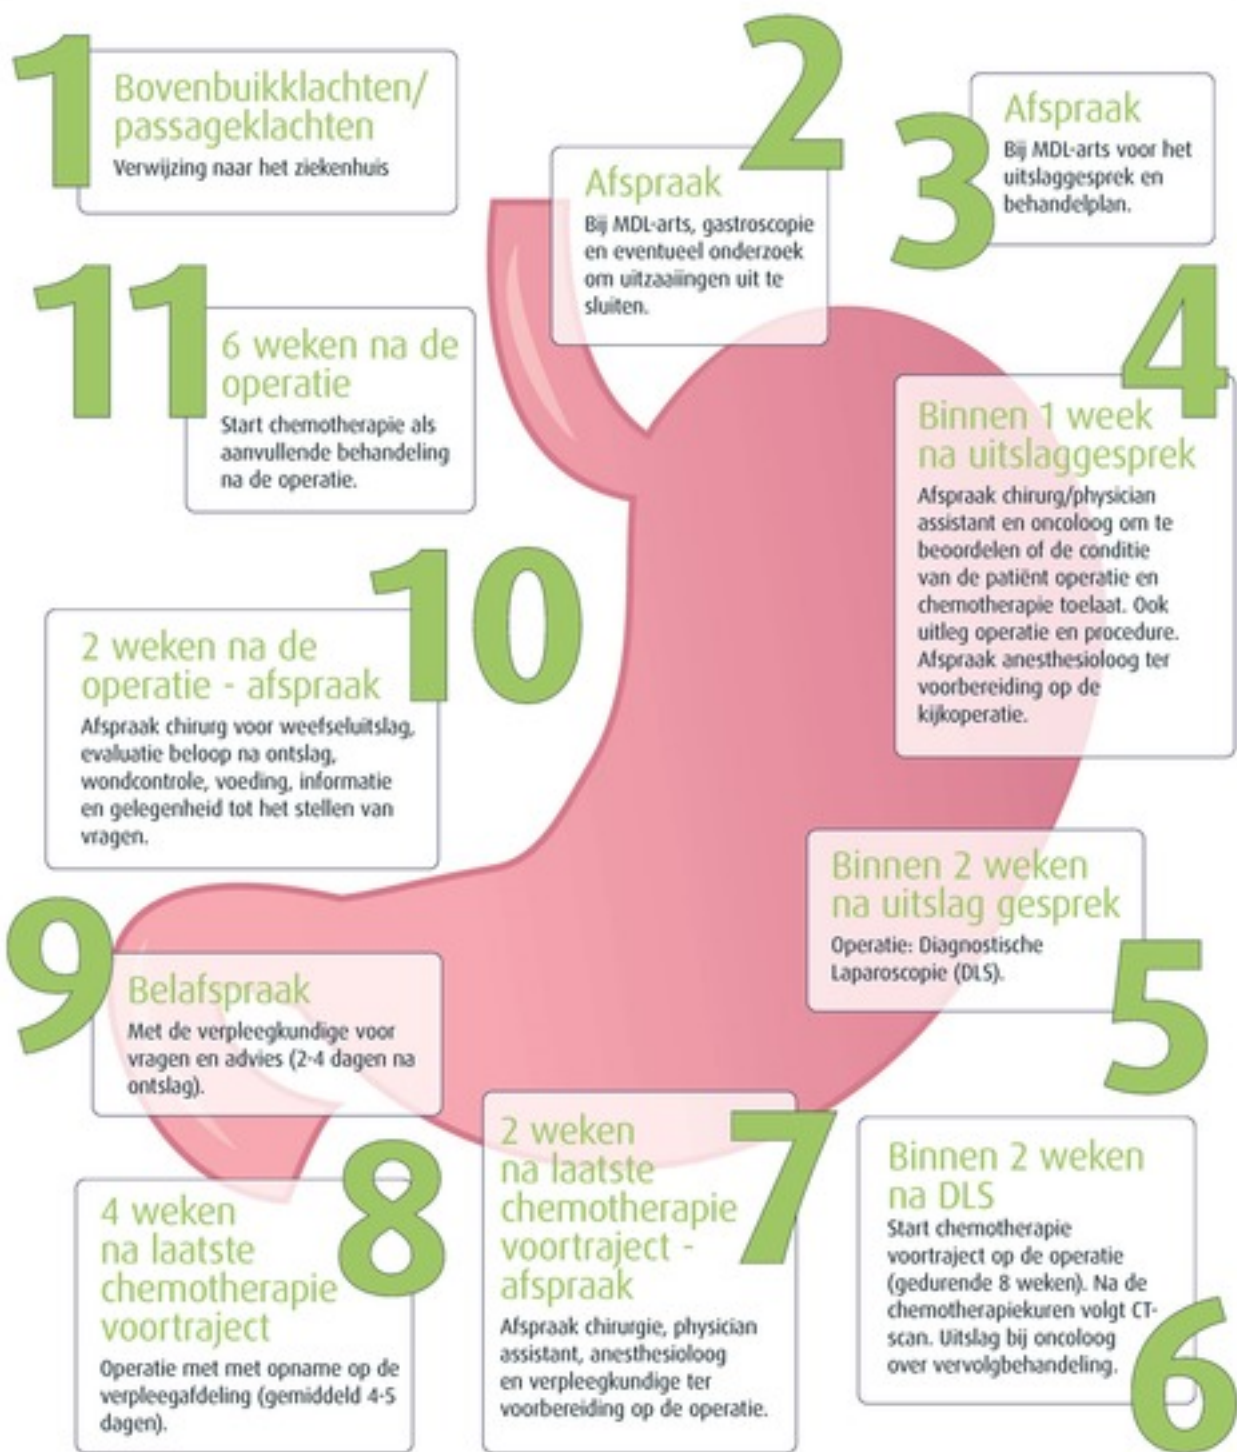 1
Bovenbuikklachten/
passageklachten
Verwijzing naar het ziekenhuis
2
Afspraak
Bij MDL-arts, gastroscopie
en eventueel onderzoek
om uitzaaiingen uit te
sluiten.
3
Afspraak
Bij MDL-arts voor het
uitslaggesprek en
behandelplan.
4
Binnen 1 week
na uitslaggesprek
Afspraak chirurg/physician
assistant en oncoloog om te
beoordelen of de conditie
van de patiënt operatie en
chemotherapie toelaat. Ook
uitleg operatie en procedure.
Afspraak anesthesioloog ter
voorbereiding op de
kijkoperatie.
5
Binnen 2 weken
na uitslag gesprek
Operatie: Diagnostische
Laparoscopie (DLS).
6
Binnen 2 weken
na DLS
Start chemotherapie
voortraject op de operatie
(gedurende 8 weken). Na de
chemotherapiekuren volgt CT-
scan. Uitslag bij oncoloog
over vervolgbehandeling.
7
2 weken
na laatste
chemotherapie
voortraject -
afspraak
Afspraak chirurgie, physician
assistant, anesthesioloog
en verpleegkundige ter
voorbereiding op de operatie.
8
4 weken
na laatste
chemotherapie
voortraject
Operatie met met opname op de
verpleegafdeling (gemiddeld 4-5
dagen).
9
Belafspraak
Met de verpleegkundige voor
vragen en advies (2-4 dagen na
ontslag).
10
2 weken na de
operatie - afspraak
Afspraak chirurg voor weefseluitslag,
evaluatie beloop na ontslag,
wondcontrole, voeding, informatie
en gelegenheid tot het stellen van
vragen.
11
6 weken na de
operatie
Start chemotherapie als
aanvullende behandeling
na de operatie.